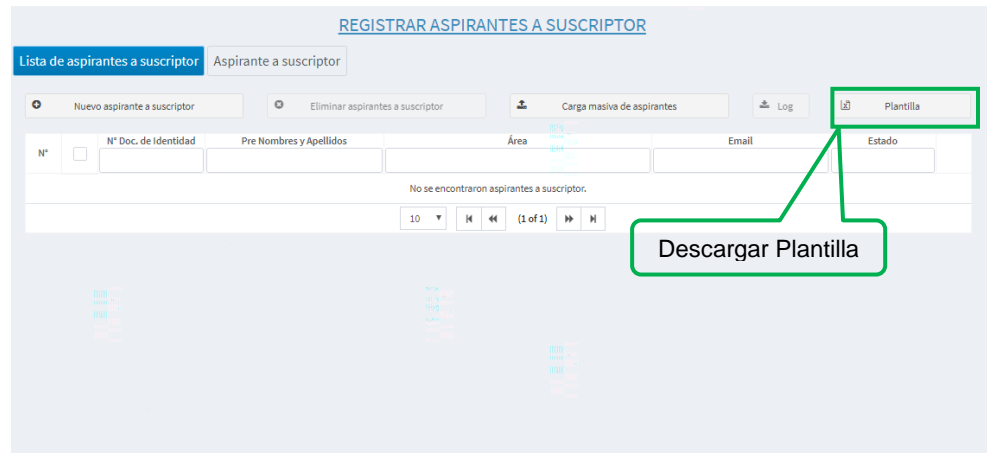 REGISTRAR ASPIRANTES A SUSCRIPTOR
Lista de aspirantes a suscriptor Aspirante a suscriptor
Nuevo aspirante a suscriptor Eliminar aspirantes a suscriptor Carga masiva de aspirantes Log Plantilla
N° N° Doc. de Identidad Pre Nombres y Apellidos Área Email Estado
No se encontraron aspirantes a suscriptor.
10 (1 of 1)
Descargar Plantilla